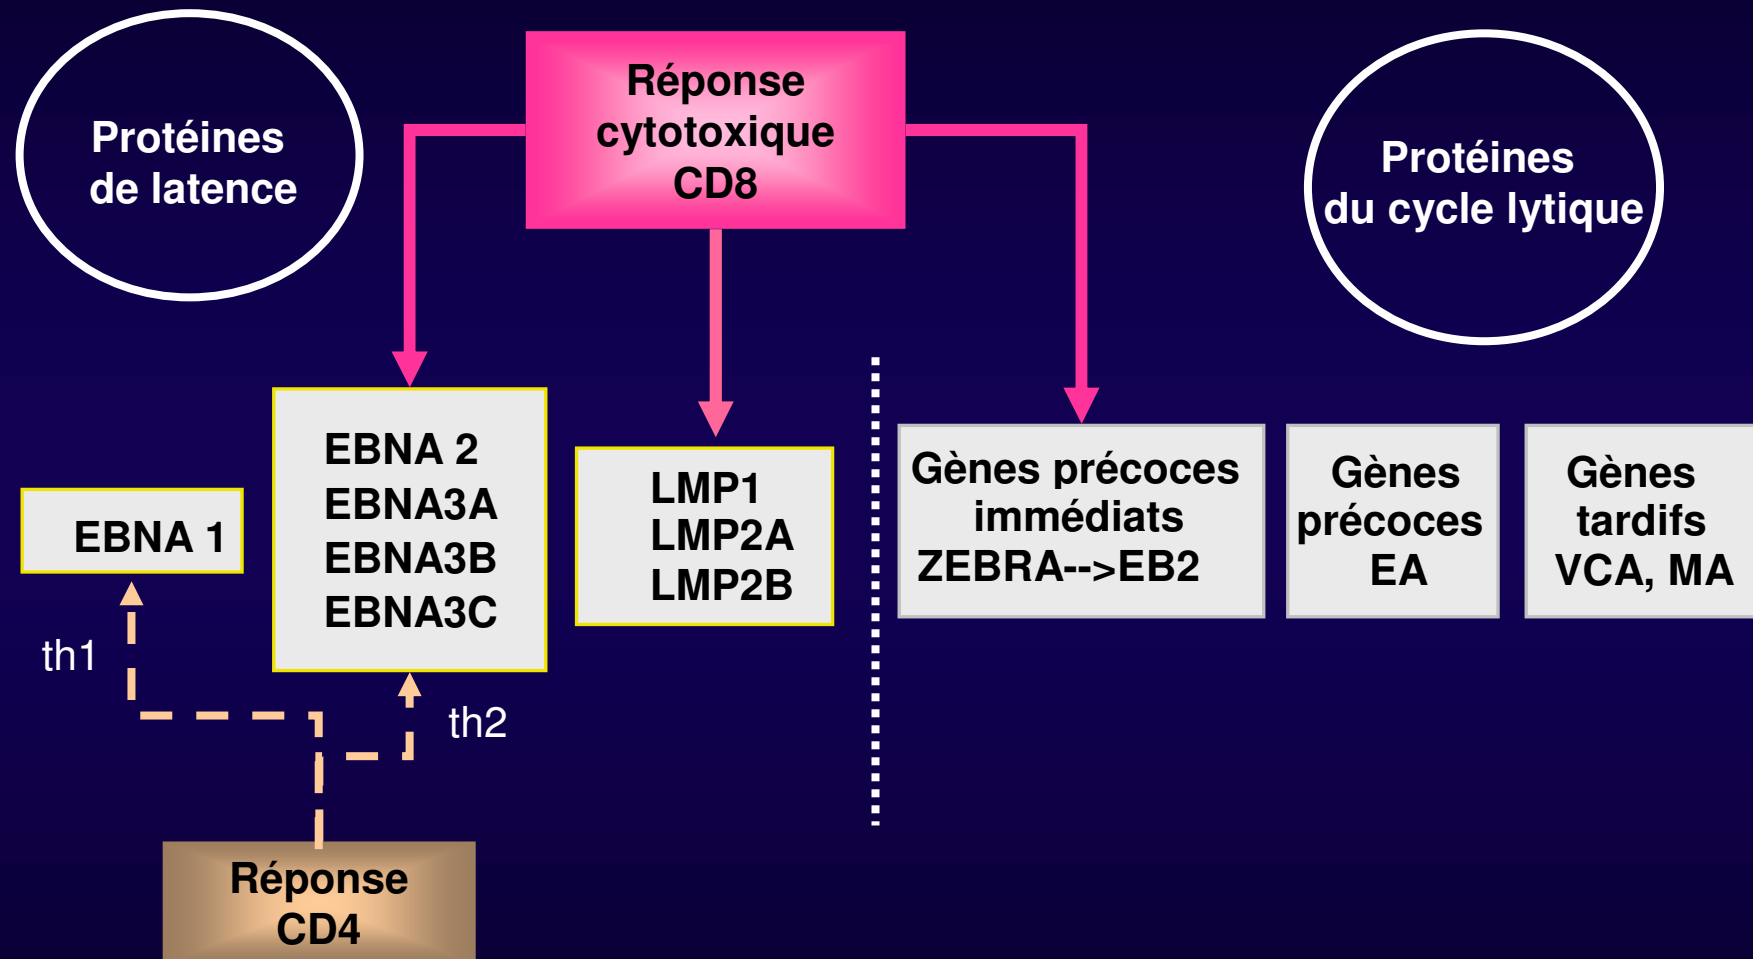 Protéines
de latence
Réponse
cytotoxique
CD8
Protéines
du cycle lytique
EBNA 1
EBNA 2
EBNA3A
EBNA3B
EBNA3C
LMP1
LMP2A
LMP2B
Gènes précoces
immédiats
ZEBRA-->EB2
Gènes
précoces
EA
Gènes
tardifs
VCA, MA
th1
th2
Réponse
CD4